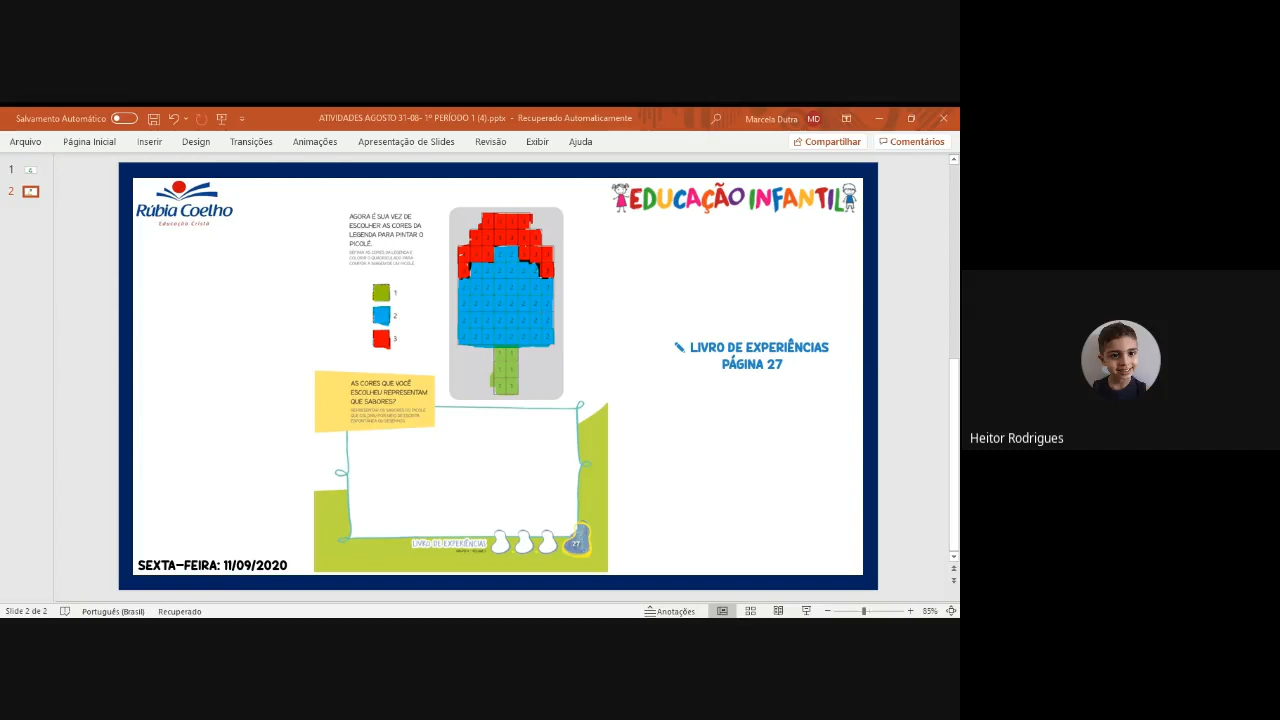 Salvamento Automático
ATIVIDADES AGOSTO 31-08- 1º PERÍODO 1 (4).pptx - Recuperado Automaticamente
Marcela Dutra MD
Arquivo Página Inicial Inserir Design Transições Animações Apresentação de Slides Revisão Exibir Ajuda
Compartilhar Comentários
1
2
Rúbia Coelho
Educação Cristã
EDUCAÇÃO INFANTIL
AGORA É SUA VEZ DE
ESCOLHER AS CORES DA
LEGENDA PARA PINTAR O
PICOLÉ.
1
2
3
LIVRO DE EXPERIÊNCIAS
PÁGINA 27
AS CORES QUE VOCÊ
ESCOLHEU REPRESENTAM
QUE SABORES?
LIVRO DE EXPERIÊNCIAS
27
SEXTA-FEIRA: 11/09/2020
Heitor Rodrigues
Slide 2 de 2 Português (Brasil) Recuperado
Anotações 85%